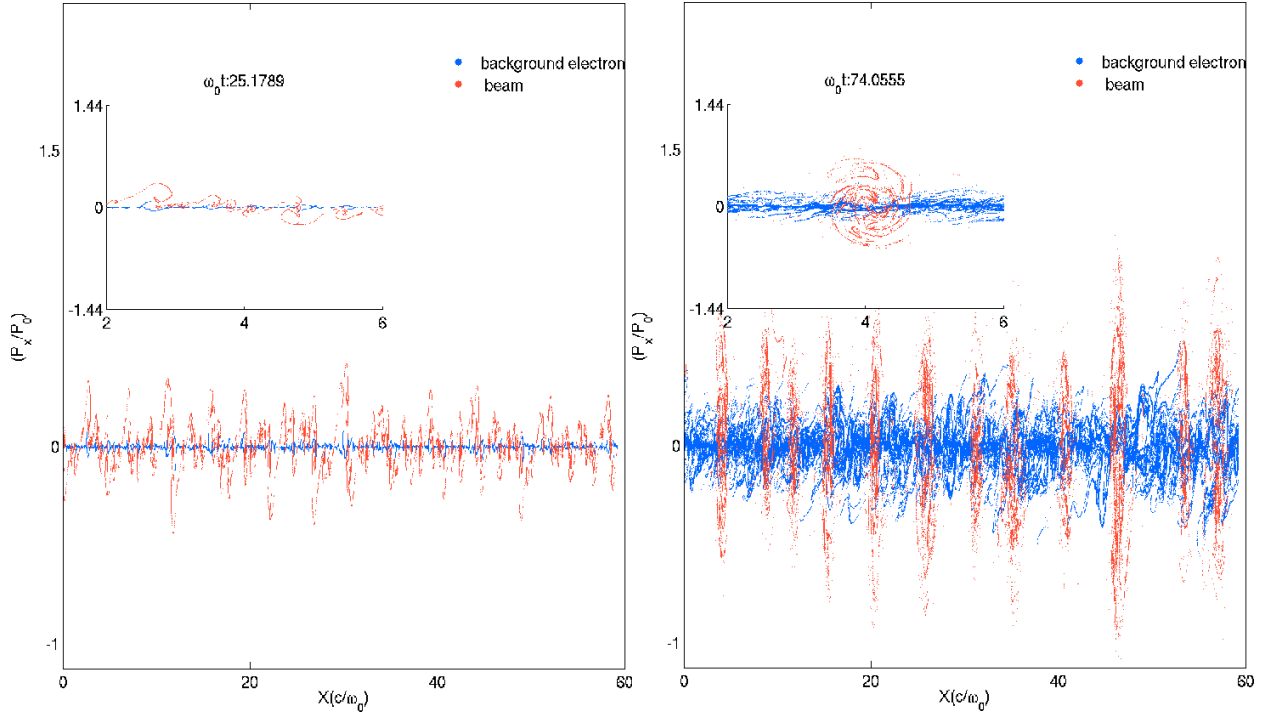 background electron
beam
ω₀t:25.1789
1.44
0
-1.44
2 4 6
1.5
0
-1
(Pₓ/P₀)
0 20 40 60
X(c/ω₀)
background electron
beam
ω₀t:74.0555
1.44
0
-1.44
2 4 6
1.5
0
-1
(Pₓ/P₀)
0 20 40 60
X(c/ω₀)